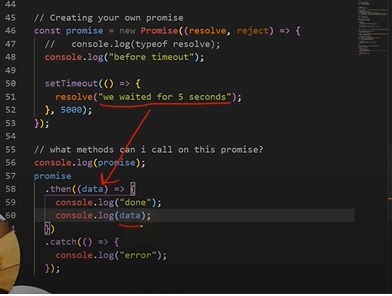 44
45 // Creating your own promise
46 const promise = new Promise((resolve, reject) => {
47 // console.log(typeof resolve);
48 console.log("before timeout");
49
50 setTimeout(() => {
51 resolve("we waited for 5 seconds");
52 }, 5000);
53 });
54
55 // what methods can i call on this promise?
56 console.log(promise);
57 promise
58 .then((data) => {
59 console.log("done");
60 console.log(data);
1 })
.catch(() => {
console.log("error");
});